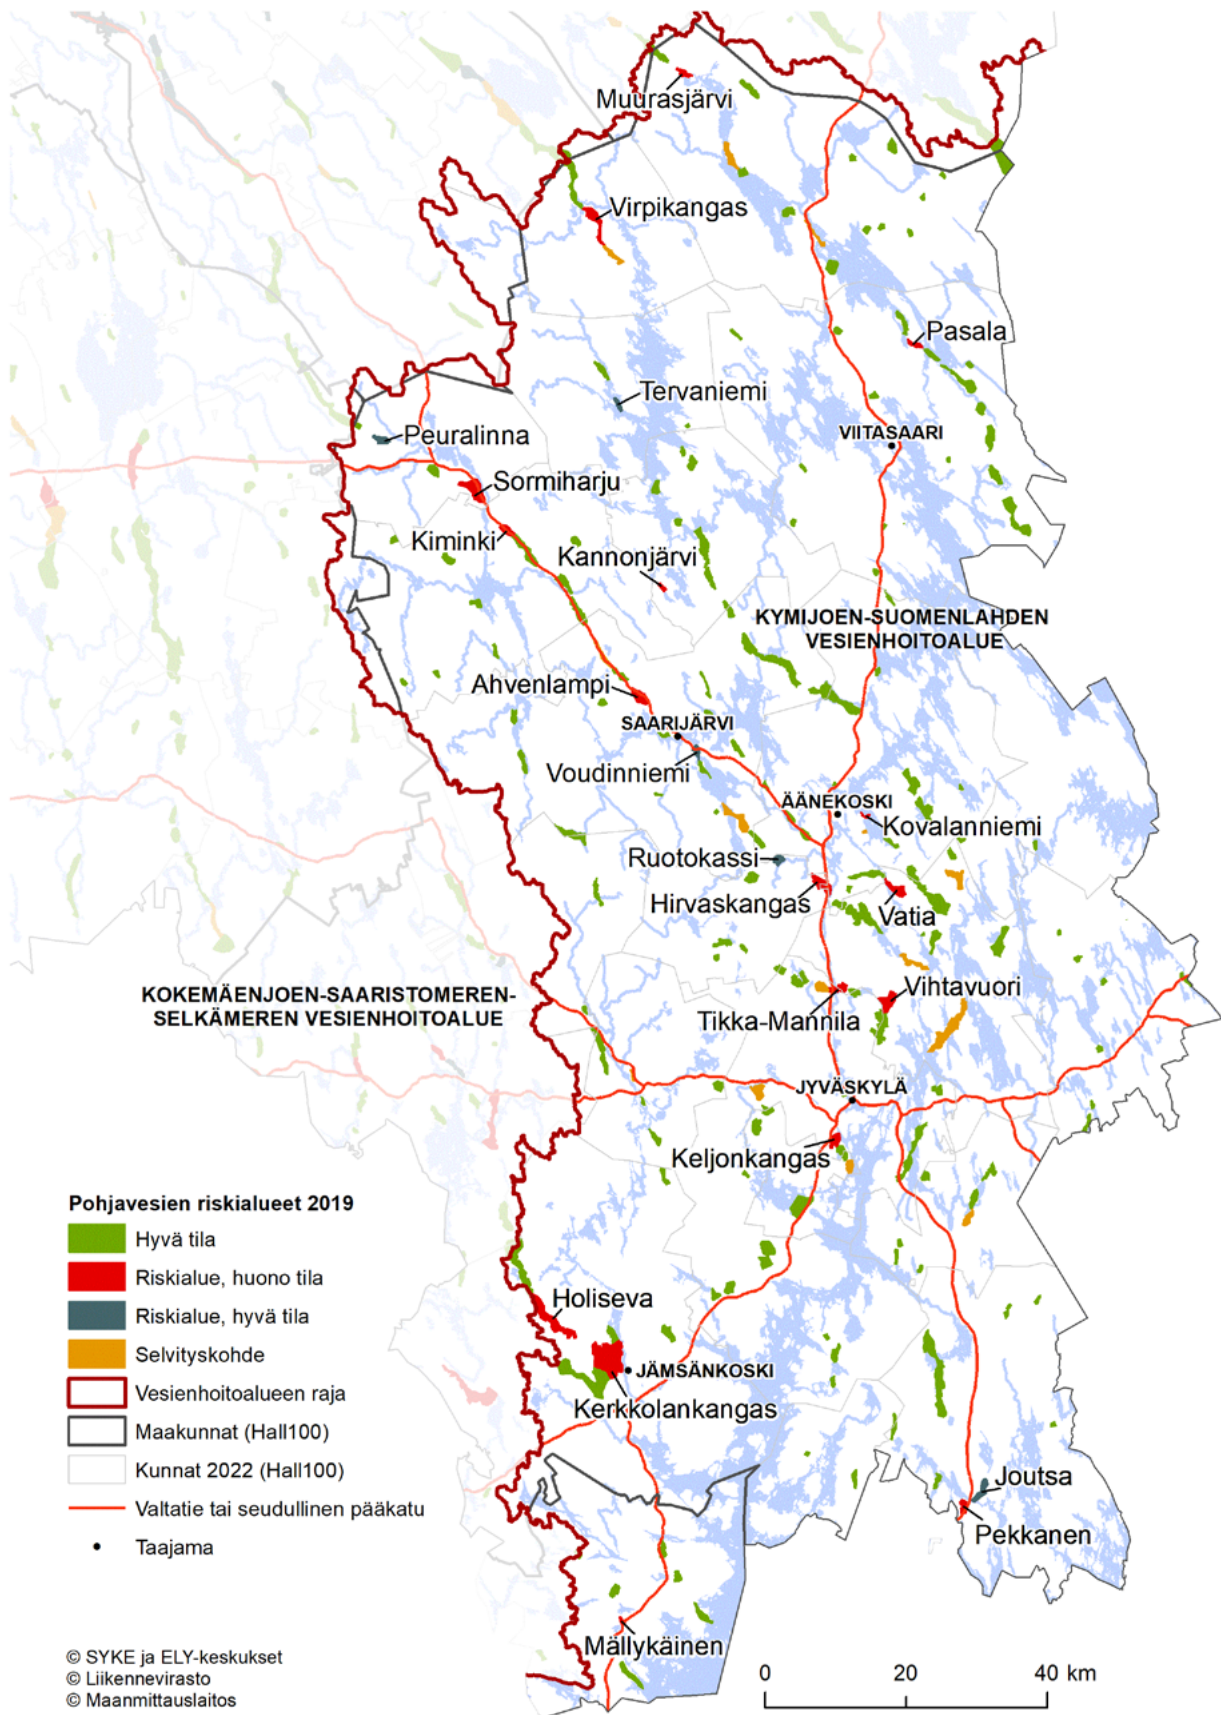 Muurasjärvi
Virpikangas
Pasala
Tervaniemi
Peuralinna
VIITASAARI
Sormiharju
Kiminki
Kannonjärvi
KYMIJOEN-SUOMENLAHDEN
VESIENHOITOALUE
Ahvenlampi
SAARIJÄRVI
Voudinniemi
ÄÄNEKOSKI
Kovalanniemi
Ruotokassi
Hirvaskangas
Vatia
KOKEMÄENJOEN-SAARISTOMEREN-
SELKÄMEREN VESIENHOITOALUE
Vihtavuori
Tikka-Mannila
JYVÄSKYLÄ
Keljonkangas
Pohjavesien riskialueet 2019
Hyvä tila
Riskialue, huono tila
Riskialue, hyvä tila
Selvityskohde
Vesienhoitoalueen raja
Maakunnat (Hall100)
Kunnat 2022 (Hall100)
Valtatie tai seudullinen pääkatu
Taajama
Holiseva
JÄMSÄNKOSKI
Kerkkolankangas
Joutsa
Pekkanen
Mällykäinen
© SYKE ja ELY-keskukset
© Liikennevirasto
© Maanmittauslaitos
0 20 40 km